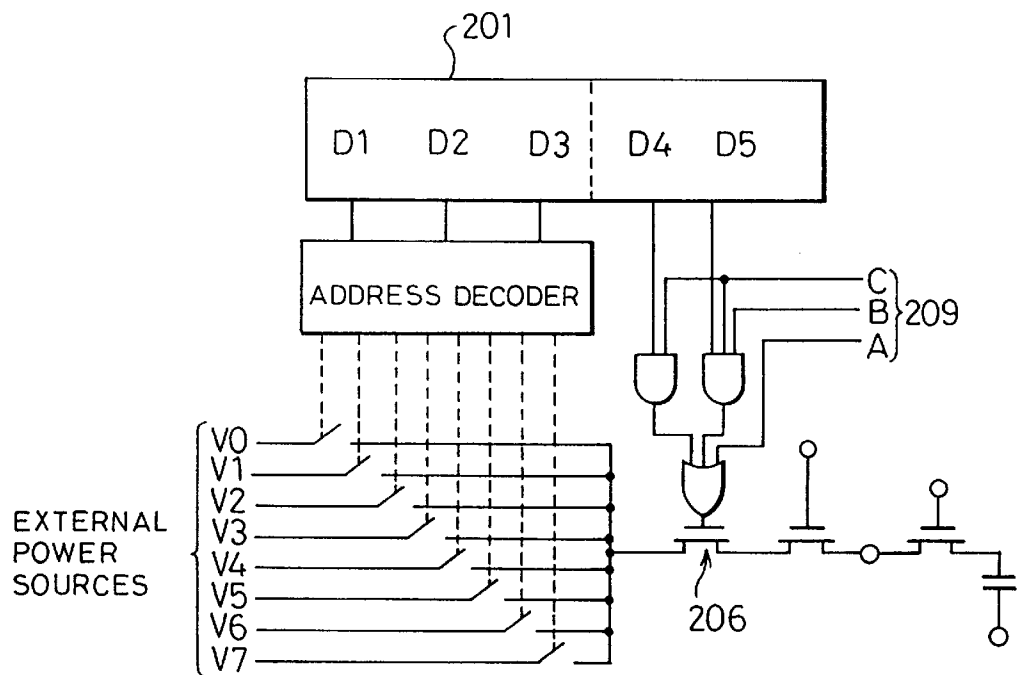 201
D1 D2 D3 D4 D5
ADDRESS DECODER
C
B
A
209
V0
V1
V2
V3
V4
V5
V6
V7
EXTERNAL
POWER
SOURCES
206